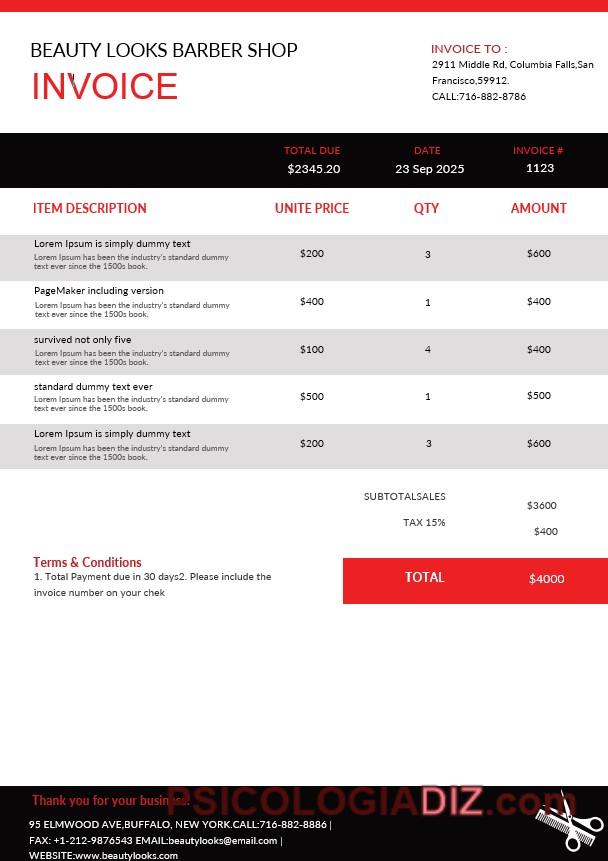 BEAUTY LOOKS BARBER SHOP
INVOICE
INVOICE TO :
2911 Middle Rd, Columbia Falls,San
Francisco,59912.
CALL:716-882-8786
TOTAL DUE DATE INVOICE #
$2345.20 23 Sep 2025 1123
ITEM DESCRIPTION UNITE PRICE QTY AMOUNT
Lorem Ipsum is simply dummy text
Lorem Ipsum has been the industry's standard dummy
text ever since the 1500s book.
$200 3 $600
PageMaker including version
Lorem Ipsum has been the industry's standard dummy
text ever since the 1500s book.
$400 1 $400
survived not only five
Lorem Ipsum has been the industry's standard dummy
text ever since the 1500s book.
$100 4 $400
standard dummy text ever
Lorem Ipsum has been the industry's standard dummy
text ever since the 1500s book.
$500 1 $500
Lorem Ipsum is simply dummy text
Lorem Ipsum has been the industry's standard dummy
text ever since the 1500s book.
$200 3 $600
SUBTOTALSALES $3600
TAX 15% $400
Terms & Conditions
1. Total Payment due in 30 days2. Please include the
invoice number on your chek
TOTAL $4000
Thank you for your business.
PSICOLOGIADIZ.com
95 ELMWOOD AVE,BUFFALO, NEW YORK.CALL:716-882-8886 |
FAX: +1-212-9876543 EMAIL:beautylooks@email.com |
WEBSITE:www.beautylooks.com